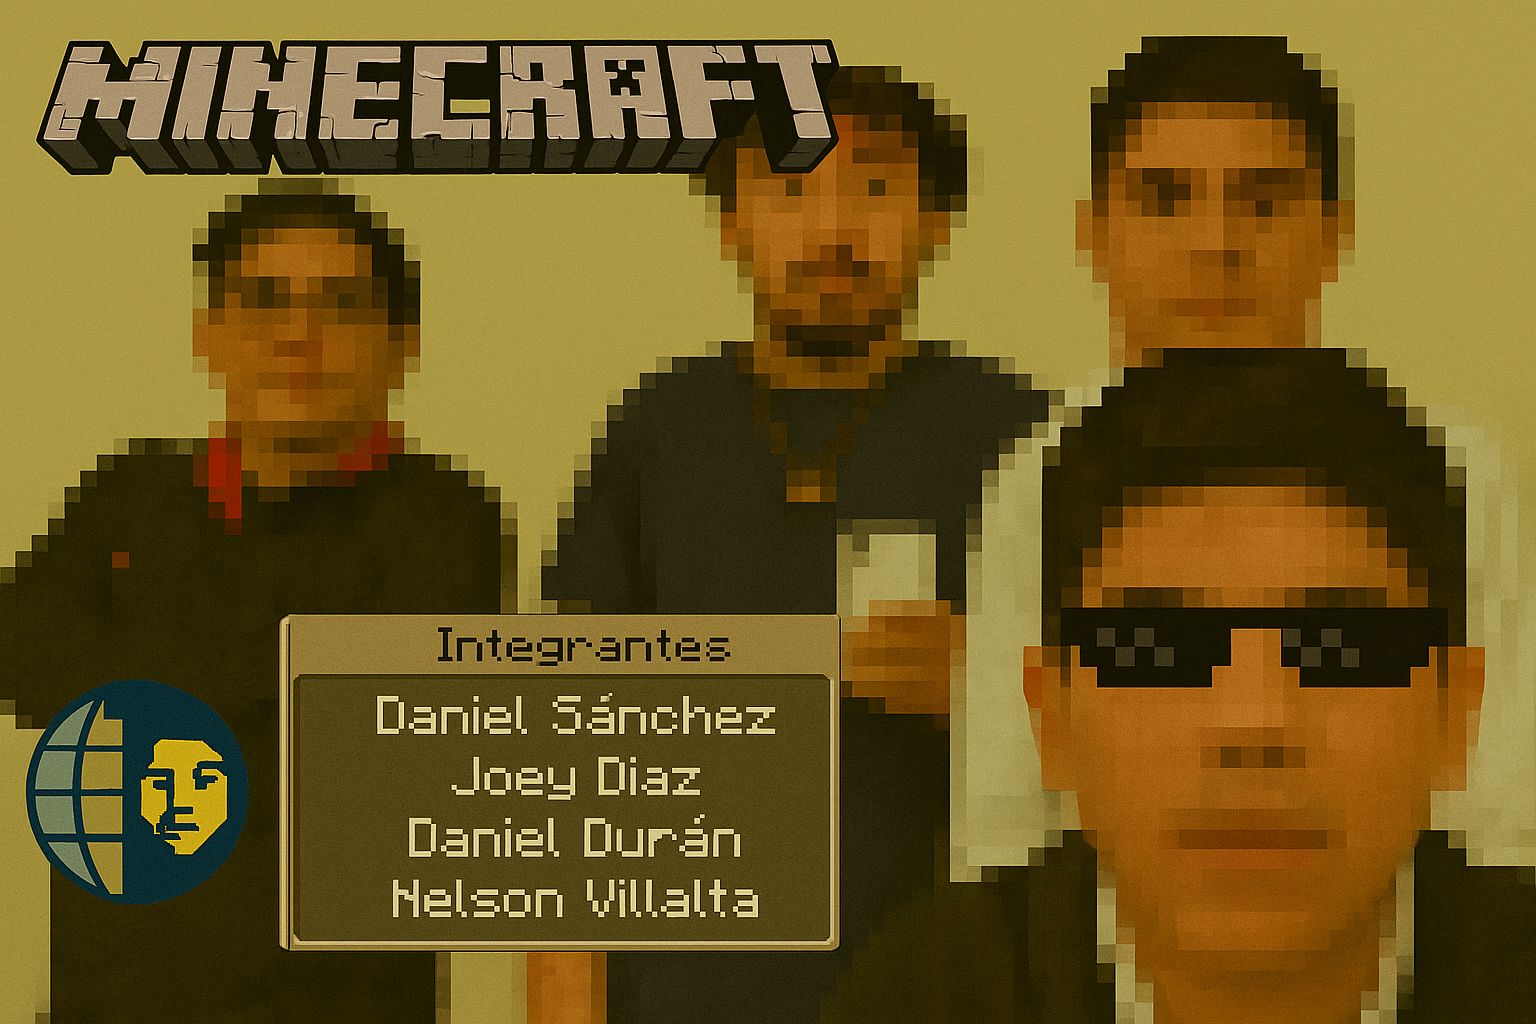 MINECRAFT
Integrantes
Daniel Sánchez
Joey Diaz
Daniel Durán
Nelson Villalta